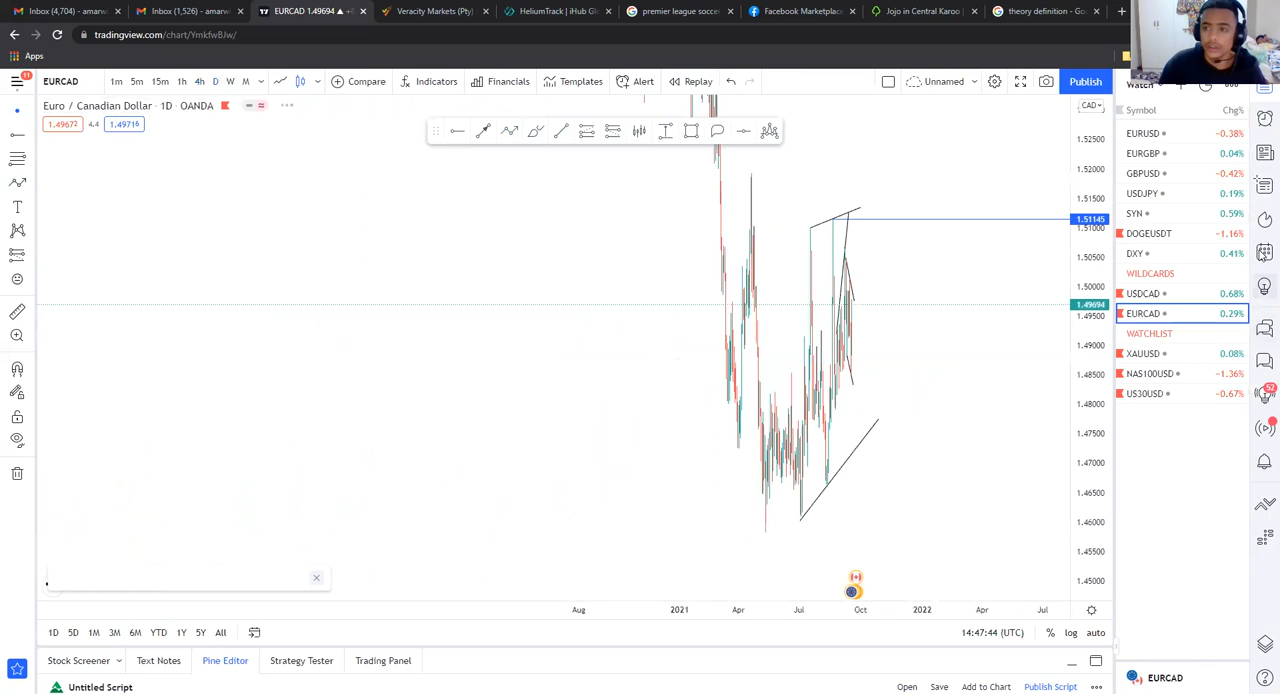 Inbox (4,704) - amarw
Inbox (1,526) - amarw
EURCAD 1.49694 ▲
Veracity Markets (Pty)
HeliumTrack | iHub Glo
premier league socce
Facebook Marketplace
Jojo in Central Karoo |
theory definition - Go
tradingview.com/chart/YmkfwBJw/
Apps
11
EURCAD
1m 5m 15m 1h 4h D W M
Compare
Indicators
Financials
Templates
Alert
Replay
Unnamed
Publish
Euro / Canadian Dollar · 1D · OANDA
1.49672 4.4 1.49716
CAD
1.52500
1.52000
1.51500
1.51145
1.51000
1.50500
1.50000
1.49694
1.49500
1.49000
1.48500
1.48000
1.47500
1.47000
1.46500
1.46000
1.45500
1.45000
Aug 2021 Apr Jul Oct 2022 Apr Jul
Symbol Chg%
EURUSD −0.38%
EURGBP 0.04%
GBPUSD −0.42%
USDJPY 0.19%
SYN 0.59%
DOGEUSDT −1.16%
DXY 0.41%
WILDCARDS
USDCAD 0.68%
EURCAD 0.29%
WATCHLIST
XAUUSD 0.08%
NAS100USD −1.36%
US30USD −0.67%
52
1D 5D 1M 3M 6M YTD 1Y 5Y All
14:47:44 (UTC) % log auto
Stock Screener
Text Notes
Pine Editor
Strategy Tester
Trading Panel
Untitled Script
Open Save Add to Chart Publish Script
EURCAD